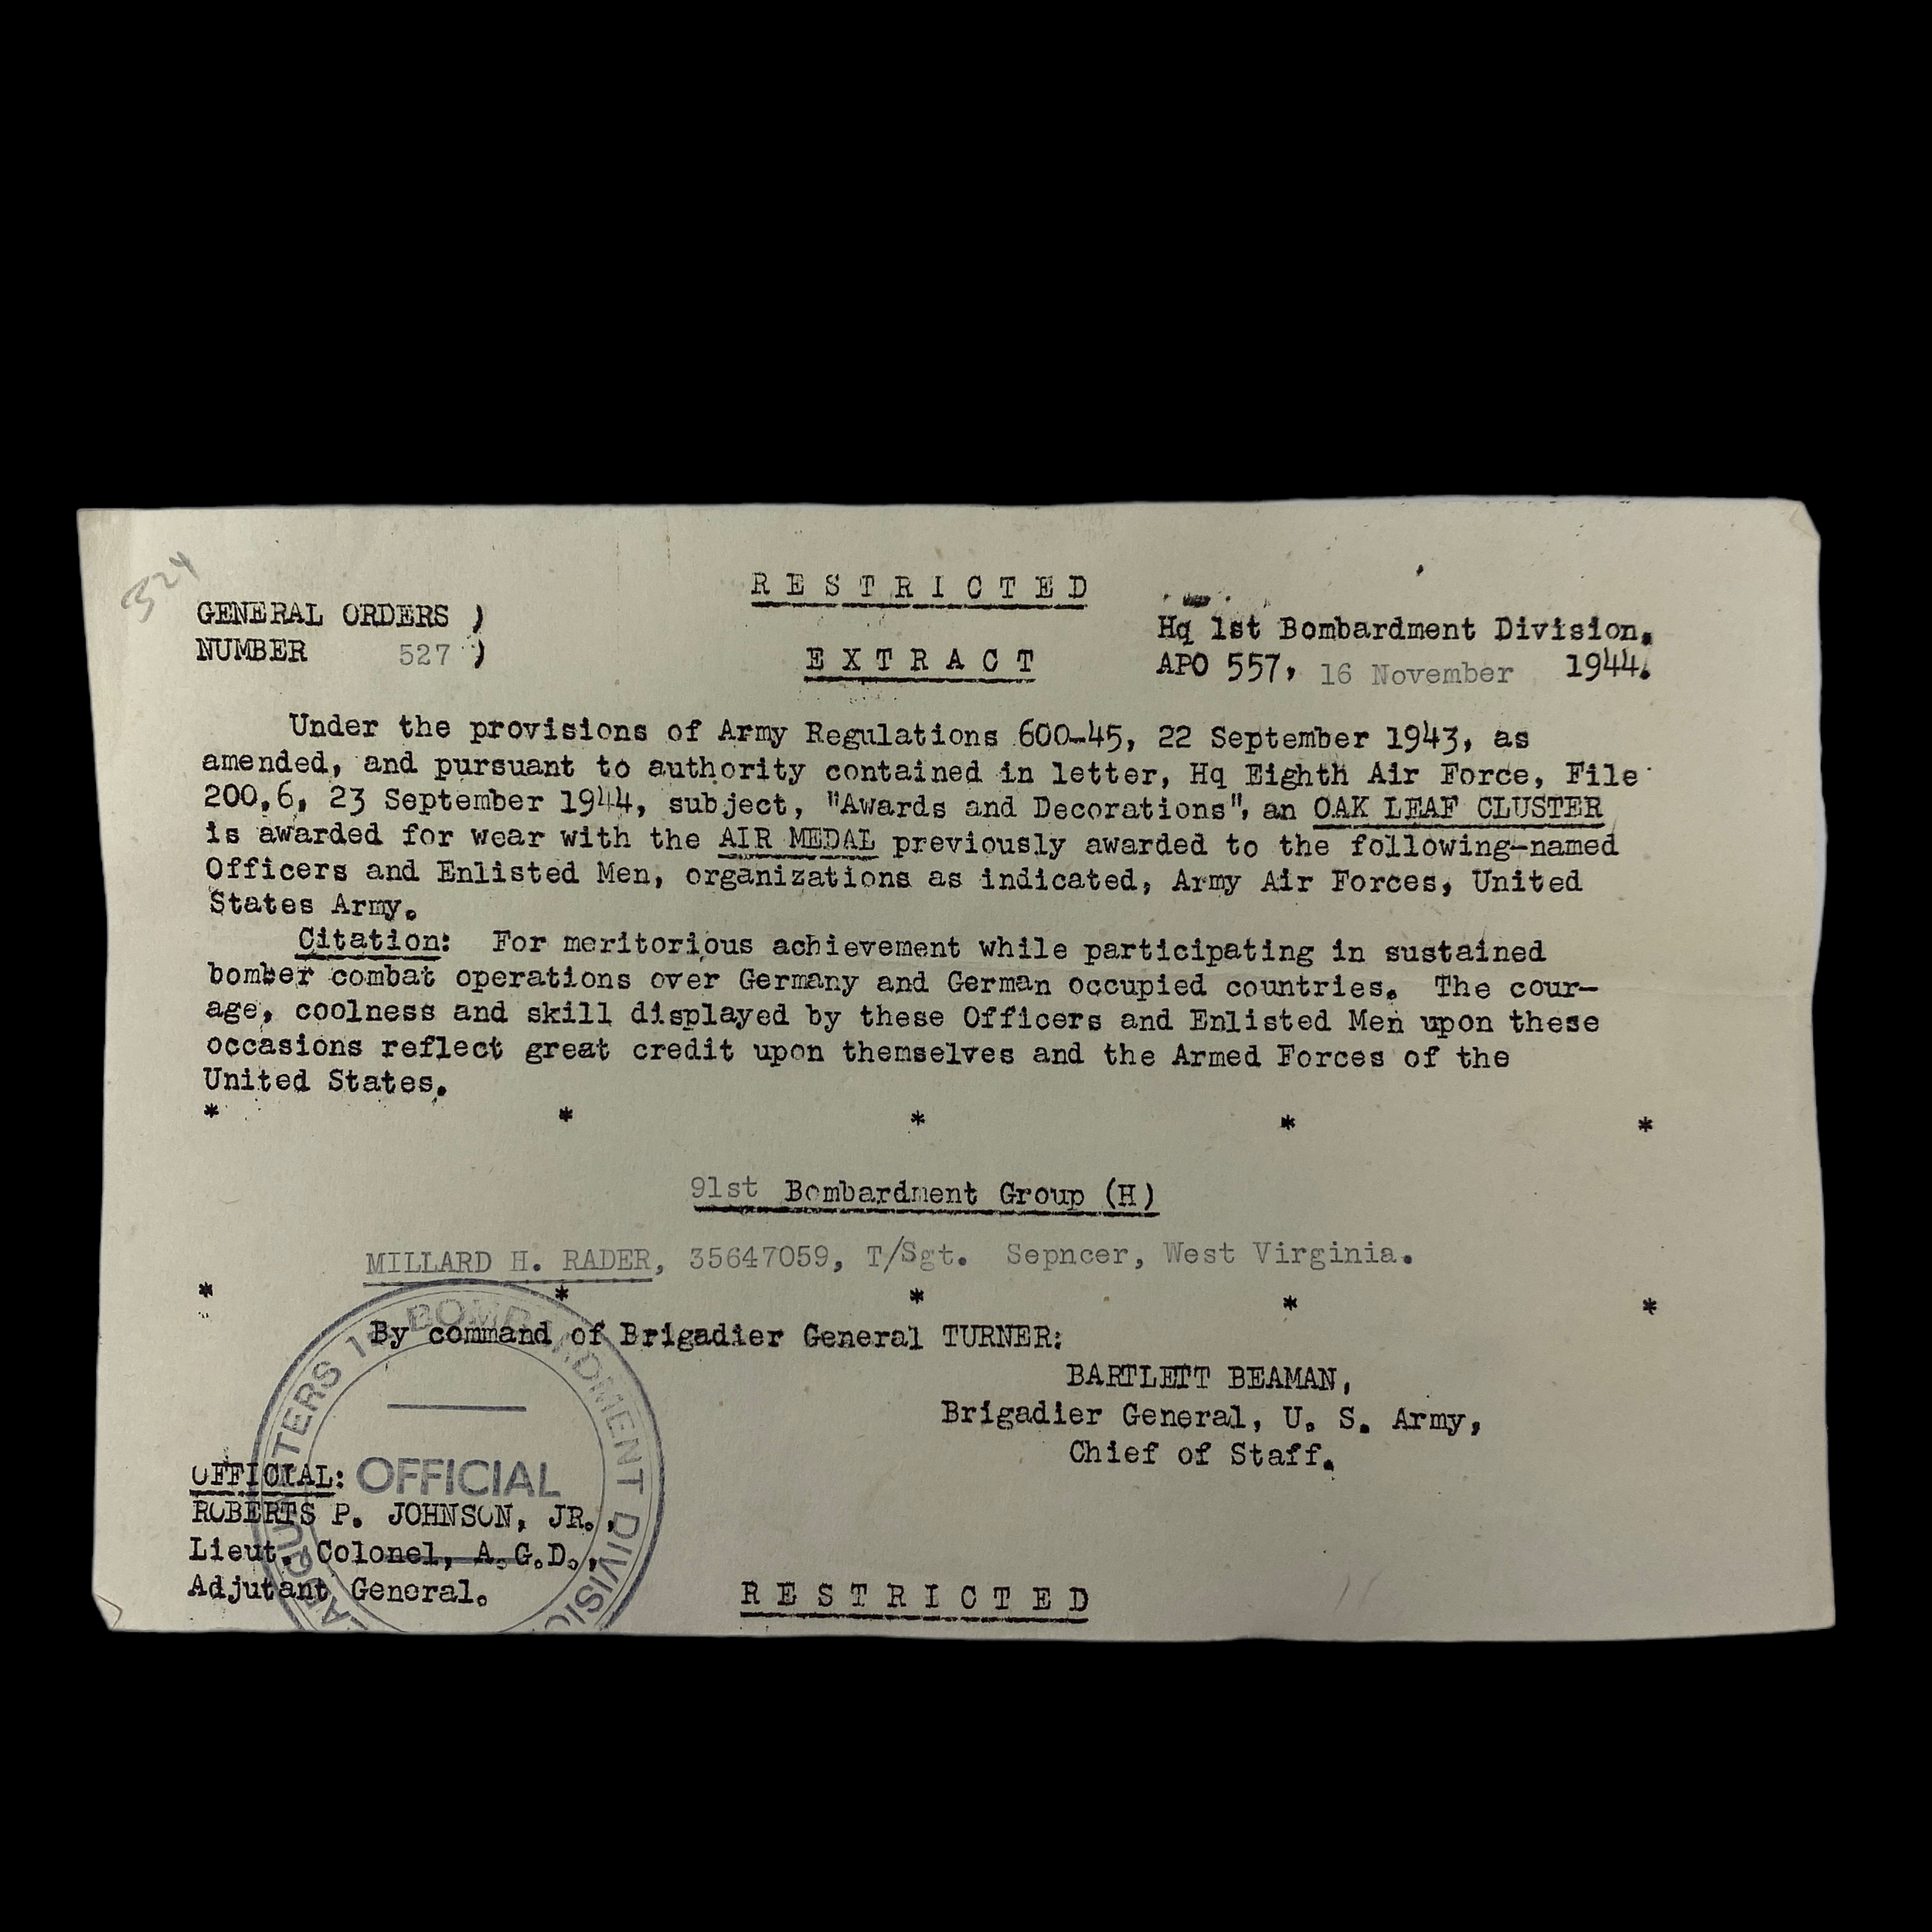 324
R E S T R I C T E D
GENERAL ORDERS )
NUMBER 527 )
E X T R A C T
Hq 1st Bombardment Division.
APO 557, 16 November 1944.
Under the provisions of Army Regulations 600-45, 22 September 1943, as
amended, and pursuant to authority contained in letter, Hq Eighth Air Force, File
200.6, 23 September 1944, subject, "Awards and Decorations", an OAK LEAF CLUSTER
is awarded for wear with the AIR MEDAL previously awarded to the following-named
Officers and Enlisted Men, organizations as indicated, Army Air Forces, United
States Army.
Citation: For meritorious achievement while participating in sustained
bomber combat operations over Germany and German occupied countries. The cour-
age, coolness and skill displayed by these Officers and Enlisted Men upon these
occasions reflect great credit upon themselves and the Armed Forces of the
United States.
* * * * *
91st Bombardment Group (H)
MILLARD H. RADER, 35647059, T/Sgt. Sepncer, West Virginia.
* * * * *
By command of Brigadier General TURNER:
BARTLETT BEAMAN,
Brigadier General, U. S. Army,
Chief of Staff.
OFFICIAL:
ROBERTS P. JOHNSON, JR.,
Lieut. Colonel, A.G.D.,
Adjutant General.
BOMBARDMENT
OFFICIAL
R E S T R I C T E D